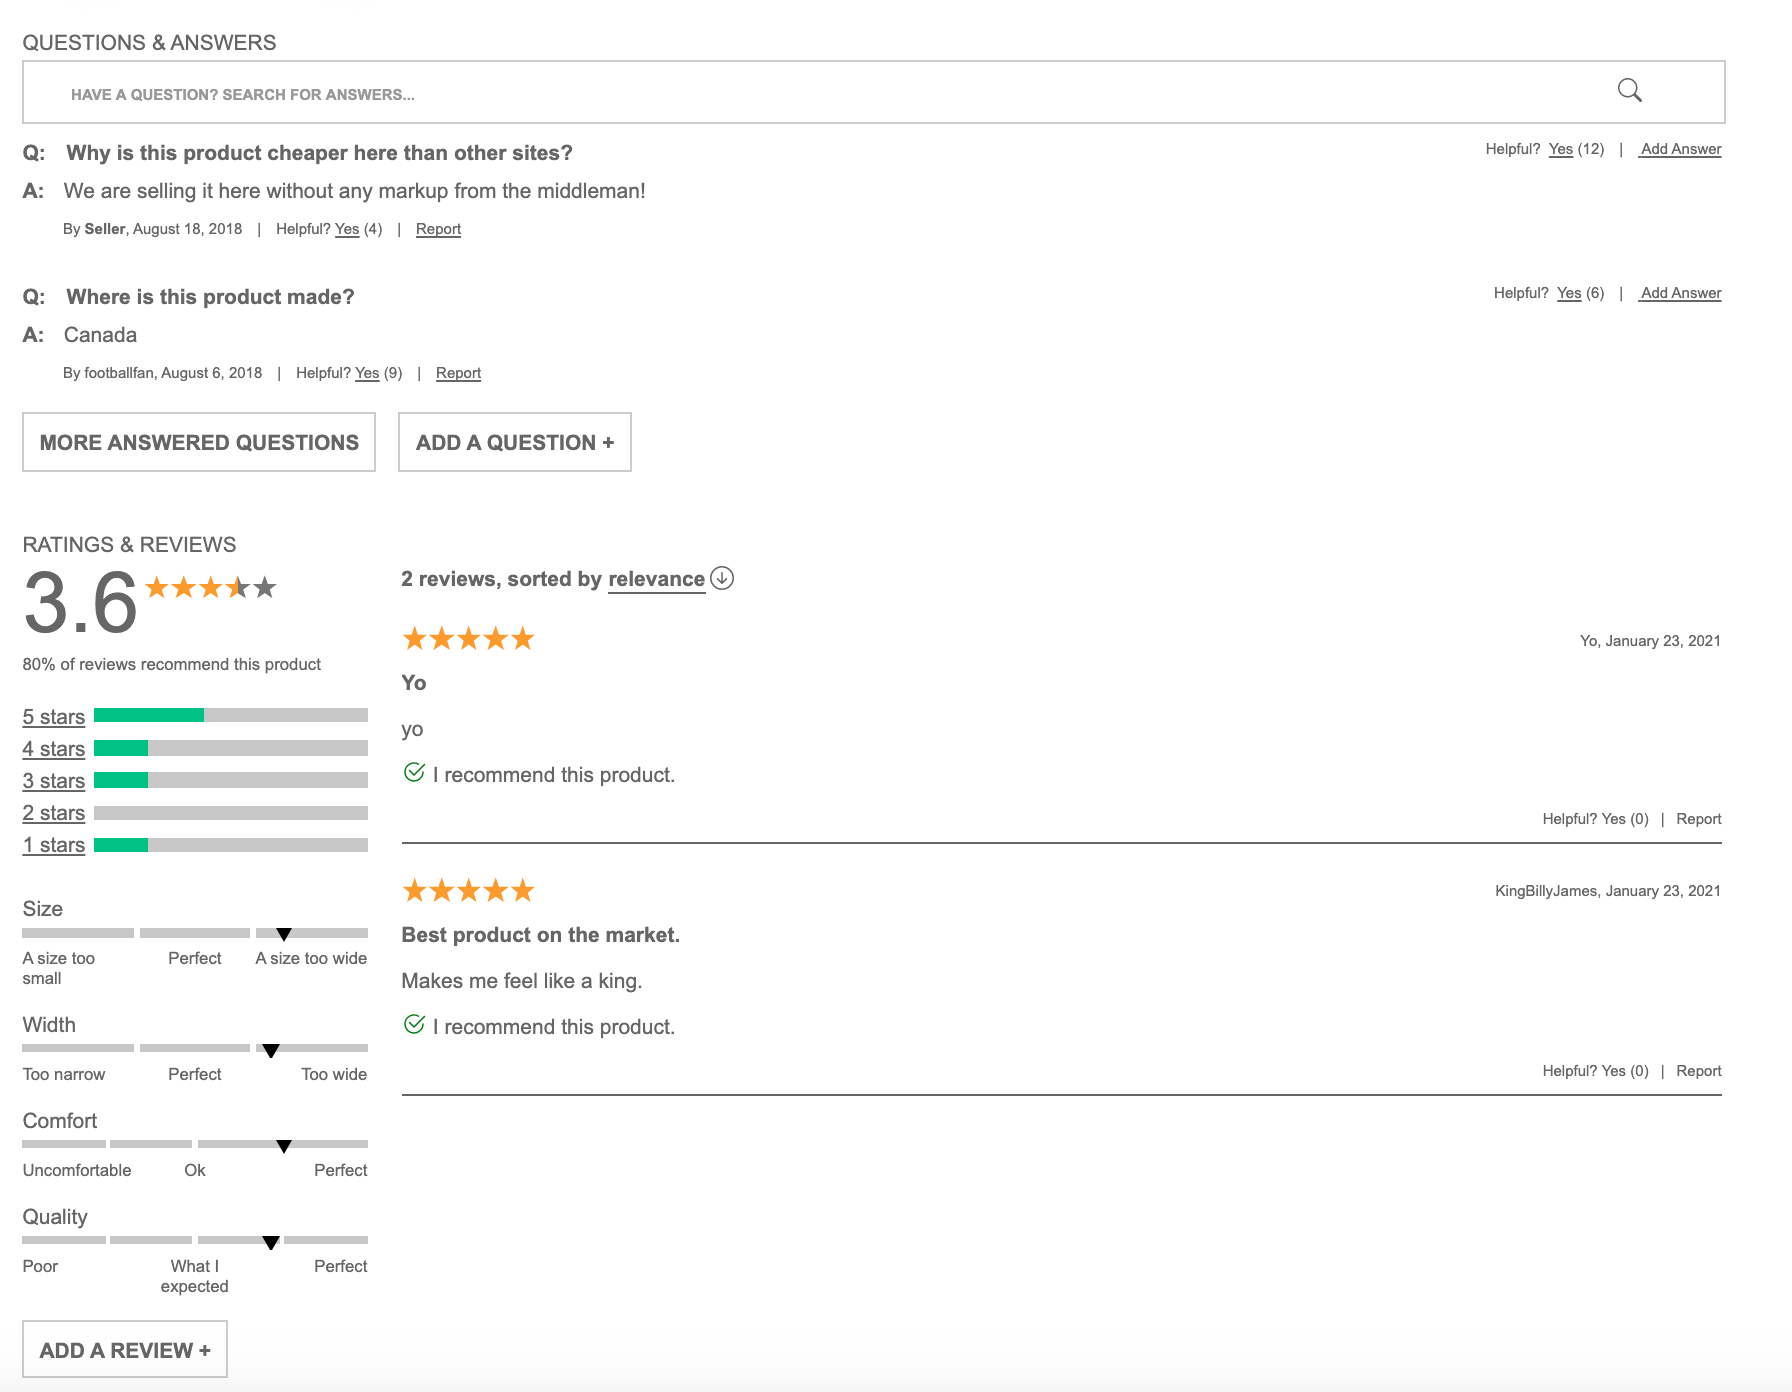 QUESTIONS & ANSWERS
HAVE A QUESTION? SEARCH FOR ANSWERS...
Q: Why is this product cheaper here than other sites? Helpful? Yes (12) | Add Answer
A: We are selling it here without any markup from the middleman!
By Seller, August 18, 2018 | Helpful? Yes (4) | Report
Q: Where is this product made? Helpful? Yes (6) | Add Answer
A: Canada
By footballfan, August 6, 2018 | Helpful? Yes (9) | Report
MORE ANSWERED QUESTIONS
ADD A QUESTION +
RATINGS & REVIEWS
3.6
80% of reviews recommend this product
5 stars
4 stars
3 stars
2 stars
1 stars
Size
A size too
small
Perfect
A size too wide
Width
Too narrow Perfect Too wide
Comfort
Uncomfortable Ok Perfect
Quality
Poor
What I
expected
Perfect
ADD A REVIEW +
2 reviews, sorted by relevance
Yo, January 23, 2021
Yo
yo
I recommend this product.
Helpful? Yes (0) | Report
KingBillyJames, January 23, 2021
Best product on the market.
Makes me feel like a king.
I recommend this product.
Helpful? Yes (0) | Report